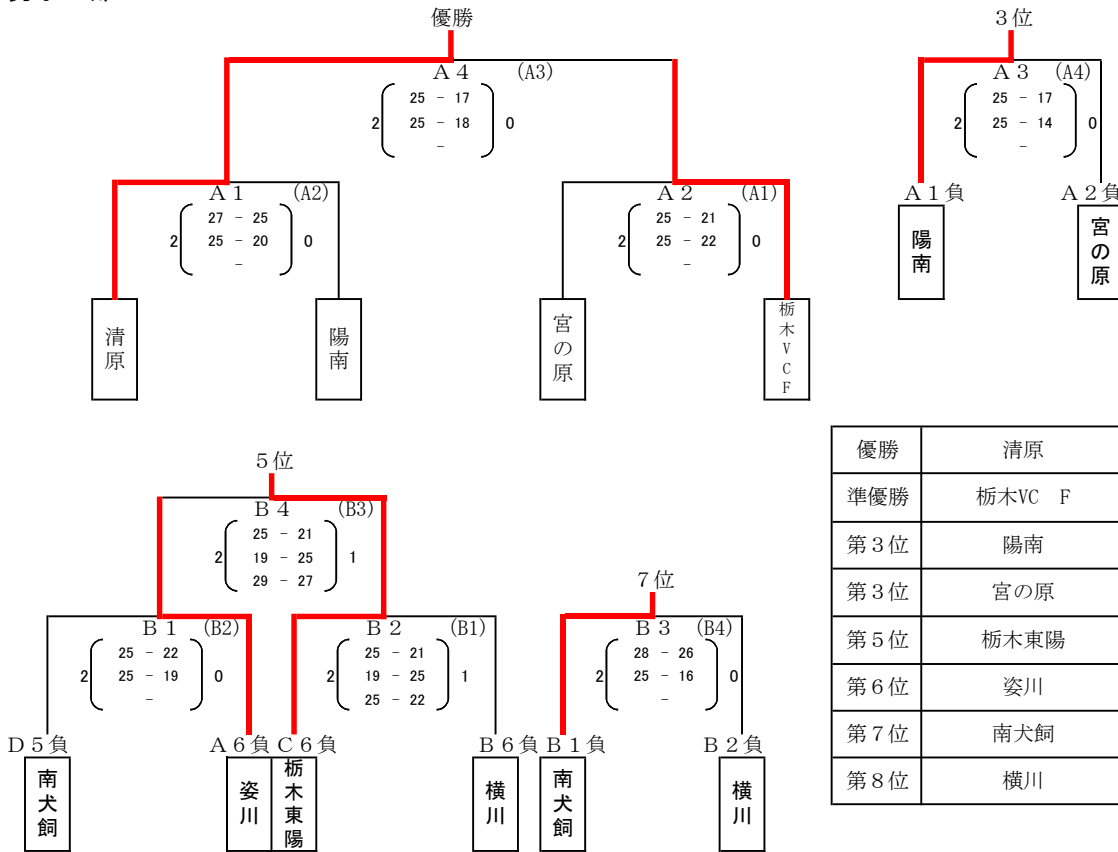 優勝
A4 (A3)
25 - 17
2 25 - 18 0
-
A1 (A2)
27 - 25
2 25 - 20 0
-
A2 (A1)
25 - 21
2 25 - 22 0
-
清原
陽南
宮の原
栃木VCF
3位
A3 (A4)
25 - 17
2 25 - 14 0
-
A1負 A2負
陽南
宮の原
5位
B4 (B3)
25 - 21
2 19 - 25 1
29 - 27
B1 (B2)
25 - 22
2 25 - 19 0
-
B2 (B1)
25 - 21
2 19 - 25 1
25 - 22
D5負 A6負 C6負 B6負
南犬飼
姿川
栃木東陽
横川
7位
B3 (B4)
28 - 26
2 25 - 16 0
-
B1負 B2負
南犬飼
横川
優勝 清原
準優勝 栃木VC F
第3位 陽南
第3位 宮の原
第5位 栃木東陽
第6位 姿川
第7位 南犬飼
第8位 横川